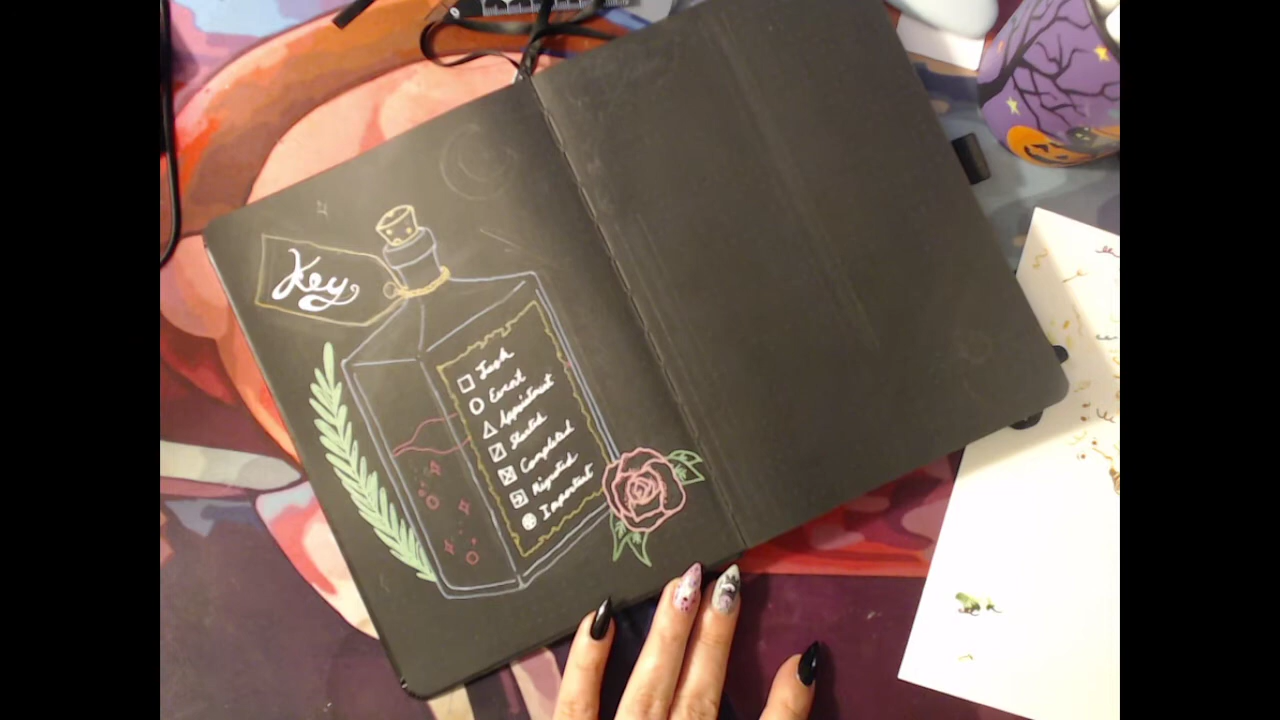 Key
Task
Event
Appointment
Started
Completed
Migrated
Important